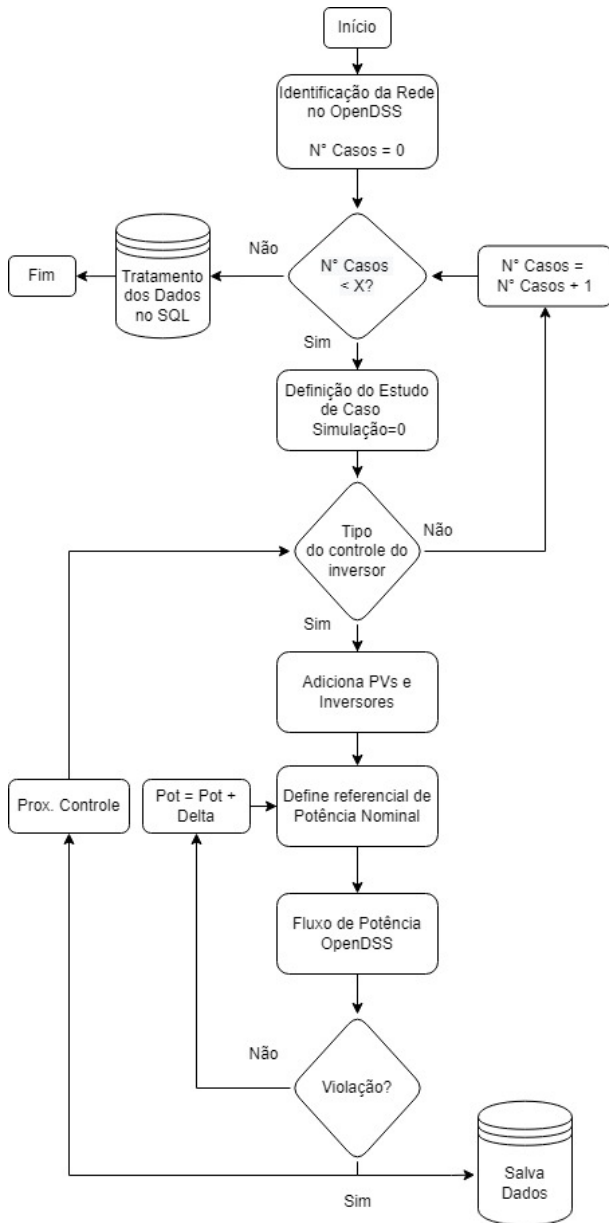 Início
Identificação da Rede
no OpenDSS
N° Casos = 0
Não
N° Casos
< X?
N° Casos =
N° Casos + 1
Fim
Tratamento
dos Dados
no SQL
Sim
Definição do Estudo
de Caso
Simulação=0
Tipo
do controle do
inversor
Não
Sim
Adiciona PVs e
Inversores
Prox. Controle
Pot = Pot +
Delta
Define referencial de
Potência Nominal
Fluxo de Potência
OpenDSS
Não
Violação?
Sim
Salva
Dados